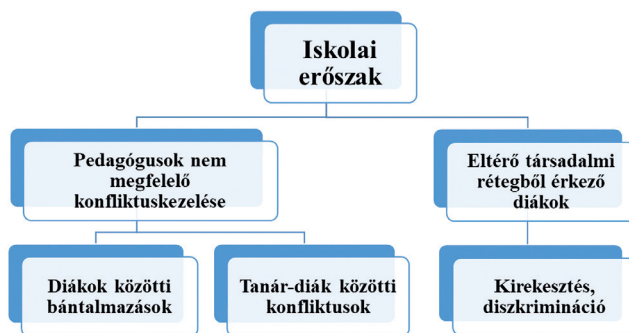 Iskolai
erőszak
Pedagógusok nem
megfelelő
konfliktuskezelése
Eltérő társadalmi
rétegből érkező
diákok
Diákok közötti
bántalmazások
Tanár-diák közötti
konfliktusok
Kirekesztés,
diszkrimináció